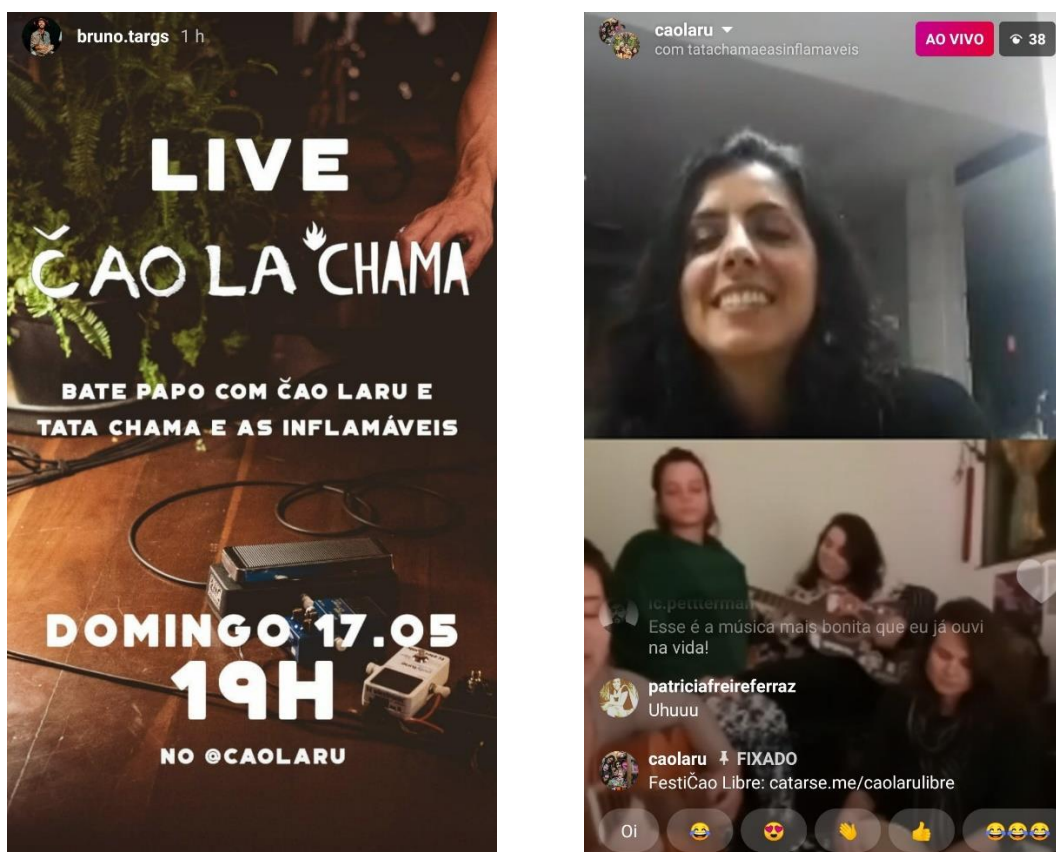 bruno.targs 1 h
LIVE
ČAO LA CHAMA
BATE PAPO COM ČAO LARU E
TATA CHAMA E AS INFLAMÁVEIS
DOMINGO 17.05
19H
NO @CAOLARU
caolaru
com tatachamaeasinflamaveis
AO VIVO
38
Esse é a música mais bonita que eu já ouvi
na vida!
patriciafreireferraz
Uhuuu
caolaru FIXADO
FestiČao Libre: catarse.me/caolarulibre
Oi